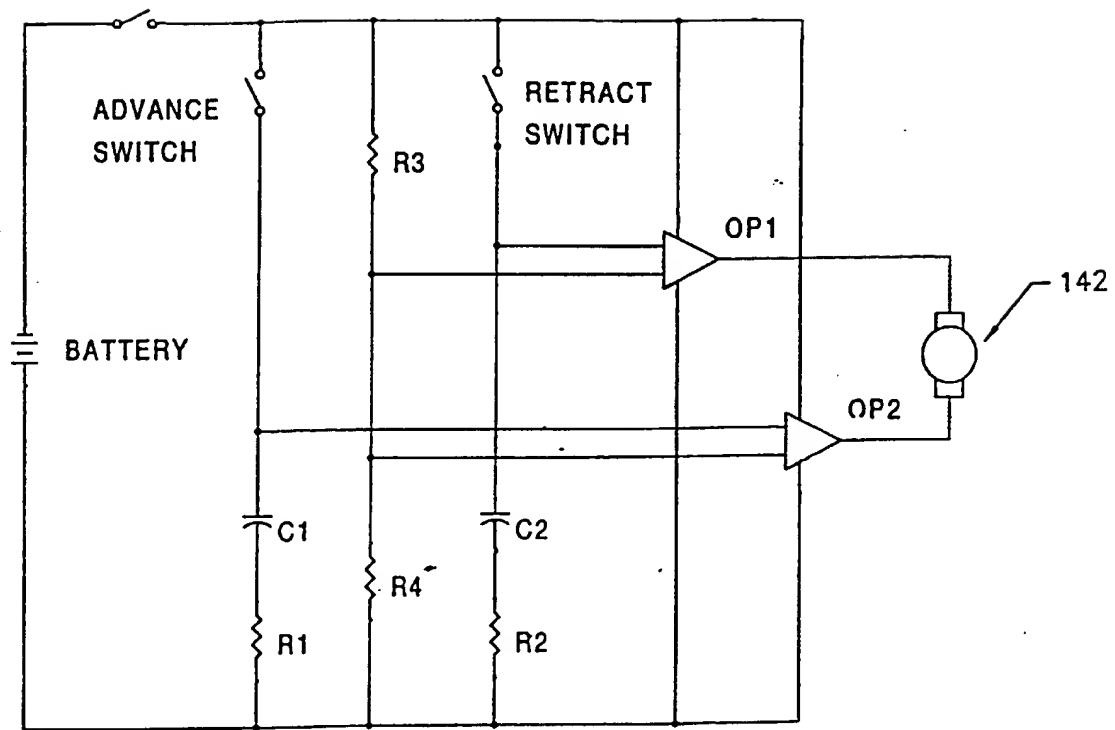 ADVANCE
SWITCH
RETRACT
SWITCH
R3
OP1
142
BATTERY
OP2
C1
C2
R4
R1
R2